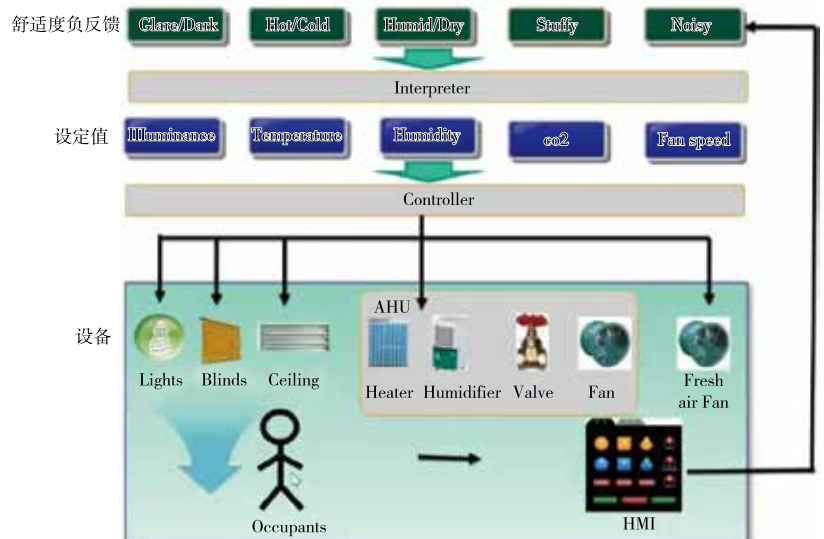 舒适度负反馈
Glare/Dark
Hot/Cold
Humid/Dry
Stuffy
Noisy
Interpreter
设定值
Illuminance
Temperature
Humidity
co2
Fan speed
Controller
设备
AHU
Lights
Blinds
Ceiling
Heater
Humidifier
Valve
Fan
Fresh
air Fan
Occupants
HMI